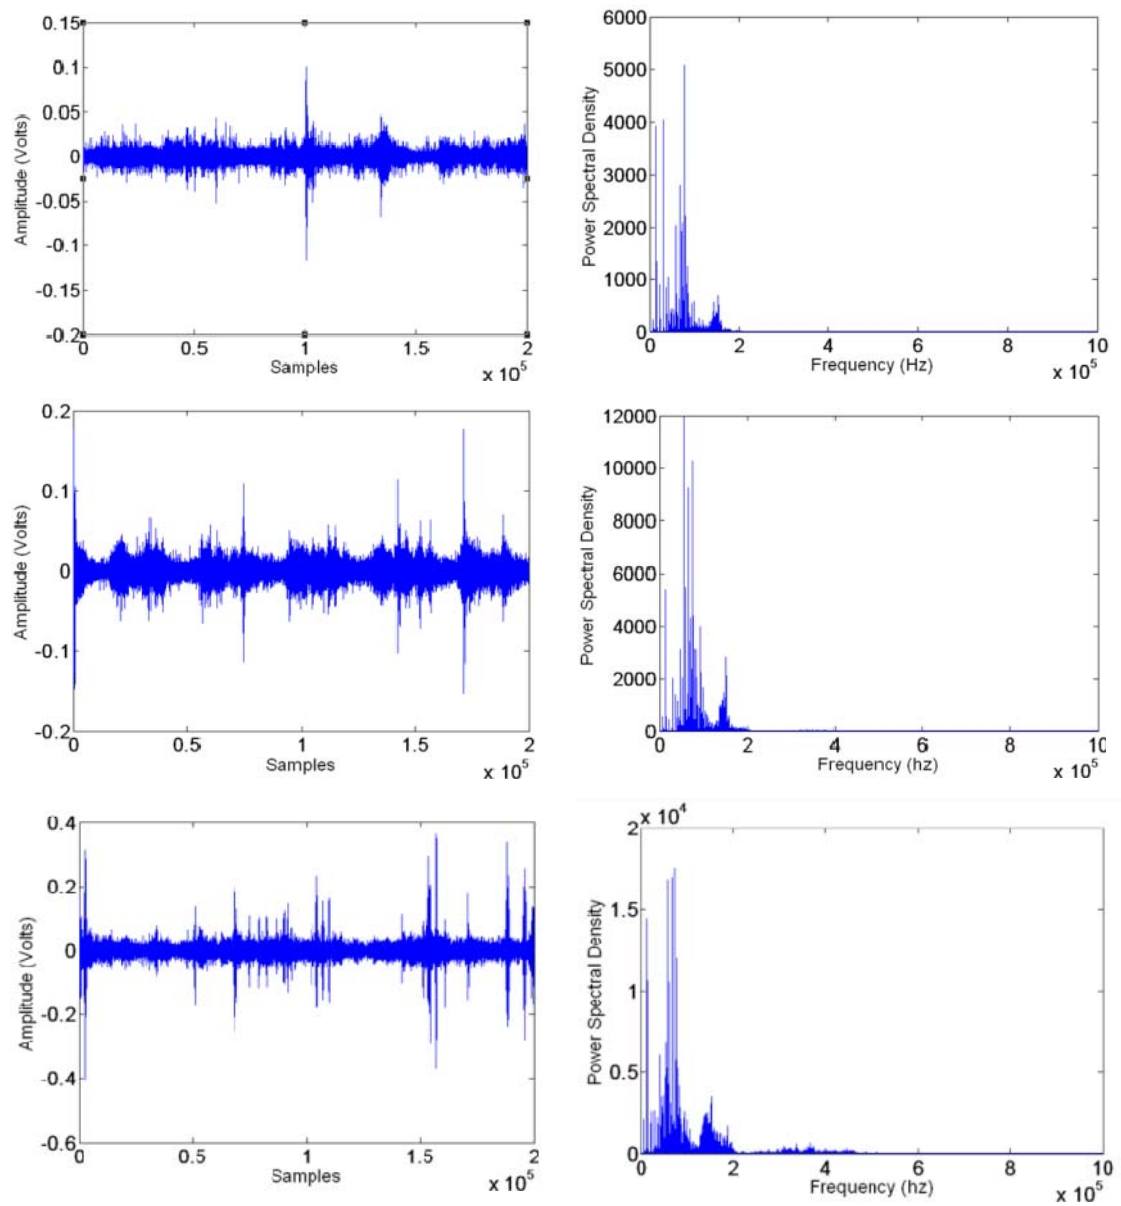 0.15
0.1
0.05
0
-0.05
-0.1
-0.15
-0.2
Amplitude (Volts)
0 0.5 1 1.5 2
Samples
x 10^5
6000
5000
4000
3000
2000
1000
0
Power Spectral Density
0 2 4 6 8 10
Frequency (Hz)
x 10^5
0.2
0.1
0
-0.1
-0.2
Amplitude (Volts)
0 0.5 1 1.5 2
Samples
x 10^5
12000
10000
8000
6000
4000
2000
0
Power Spectral Density
0 2 4 6 8 10
Frequency (hz)
x 10^5
0.4
0.2
0
-0.2
-0.4
-0.6
Amplitude (Volts)
0 0.5 1 1.5 2
Samples
x 10^5
x 10^4
2
1.5
1
0.5
0
Power Spectral Density
0 2 4 6 8 10
Frequency (hz)
x 10^5